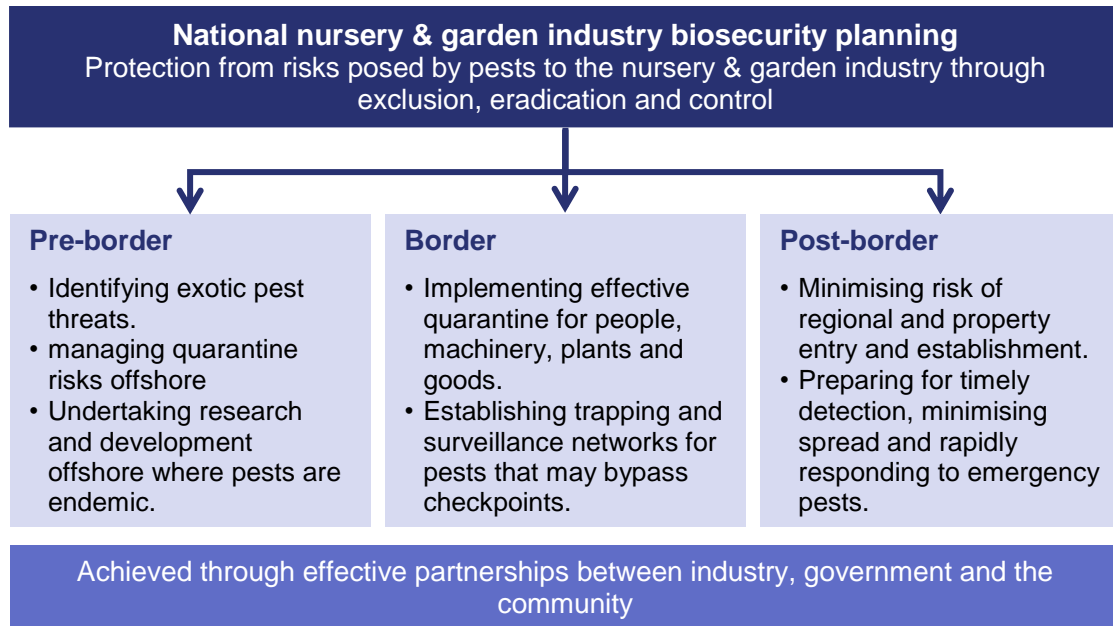 National nursery & garden industry biosecurity planning
Protection from risks posed by pests to the nursery & garden industry through
exclusion, eradication and control
Pre-border
• Identifying exotic pest
threats.
• managing quarantine
risks offshore
• Undertaking research
and development
offshore where pests are
endemic.
Border
• Implementing effective
quarantine for people,
machinery, plants and
goods.
• Establishing trapping and
surveillance networks for
pests that may bypass
checkpoints.
Post-border
• Minimising risk of
regional and property
entry and establishment.
• Preparing for timely
detection, minimising
spread and rapidly
responding to emergency
pests.
Achieved through effective partnerships between industry, government and the
community